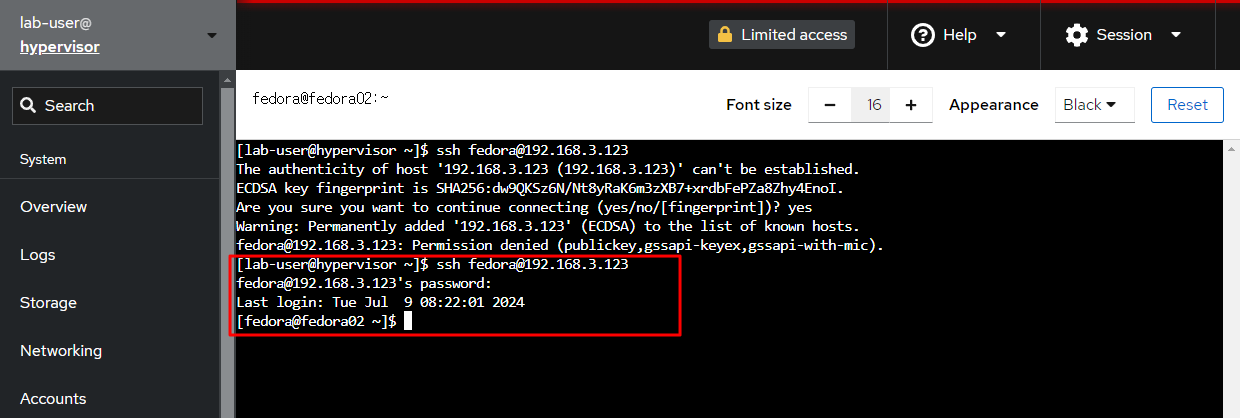 lab-user@
hypervisor
Limited access
Help
Session
Search
System
Overview
Logs
Storage
Networking
Accounts
fedora@fedora02:~
Font size
16
Appearance
Black
Reset
[lab-user@hypervisor ~]$ ssh fedora@192.168.3.123
The authenticity of host '192.168.3.123 (192.168.3.123)' can't be established.
ECDSA key fingerprint is SHA256:dw9QKSz6N/Nt8yRaK6m3zXB7+xrdbFePZa8Zhy4EnoI.
Are you sure you want to continue connecting (yes/no/[fingerprint])? yes
Warning: Permanently added '192.168.3.123' (ECDSA) to the list of known hosts.
fedora@192.168.3.123: Permission denied (publickey,gssapi-keyex,gssapi-with-mic).
[lab-user@hypervisor ~]$ ssh fedora@192.168.3.123
fedora@192.168.3.123's password:
Last login: Tue Jul  9 08:22:01 2024
[fedora@fedora02 ~]$